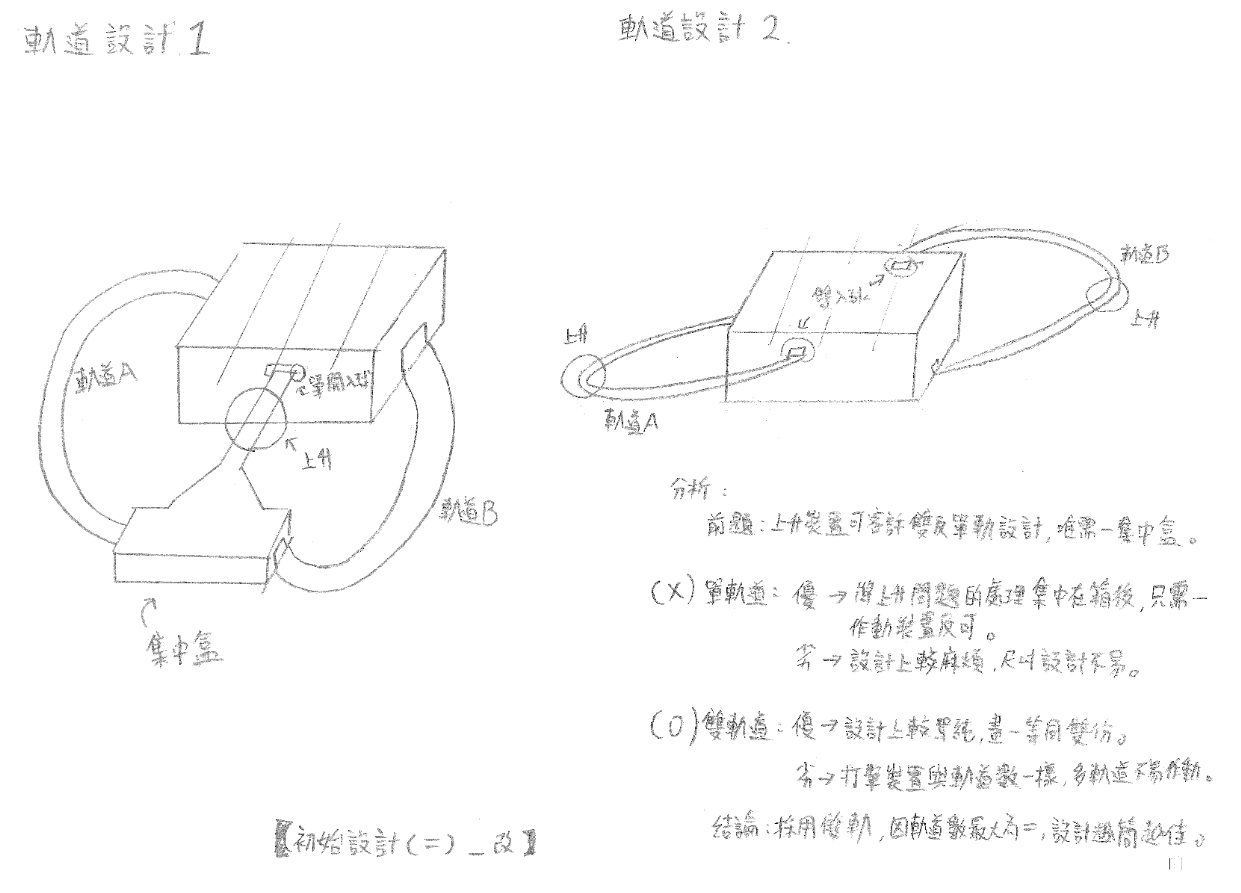 軌道設計1
軌道設計2.
軌道A
單開入球
上升
軌道B
集中盒
軌道B
雙入球
上升
上升
軌道A
分析：
前題：上升裝置可容許雙及單軌設計，唯需一集中盒。
(X) 單軌道：優→將上升問題的處理集中在箱後，只需一
作動裝置及可。
劣→設計上較麻煩，尺寸設計不易。
(O) 雙軌道：優→設計上較單純，畫一等同雙份。
劣→打擊裝置與軌道數一樣，多軌道不易作動。
結論：採用雙軌，因軌道數最大為二，設計越簡越佳。
【初始設計(二)_改】